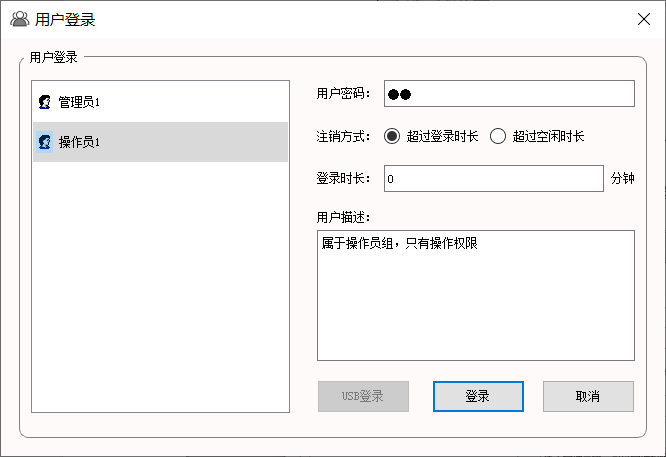 用户登录
用户登录
管理员1
操作员1
用户密码: ●●
注销方式: 超过登录时长 超过空闲时长
登录时长: 0 分钟
用户描述:
属于操作员组，只有操作权限
USB登录 登录 取消